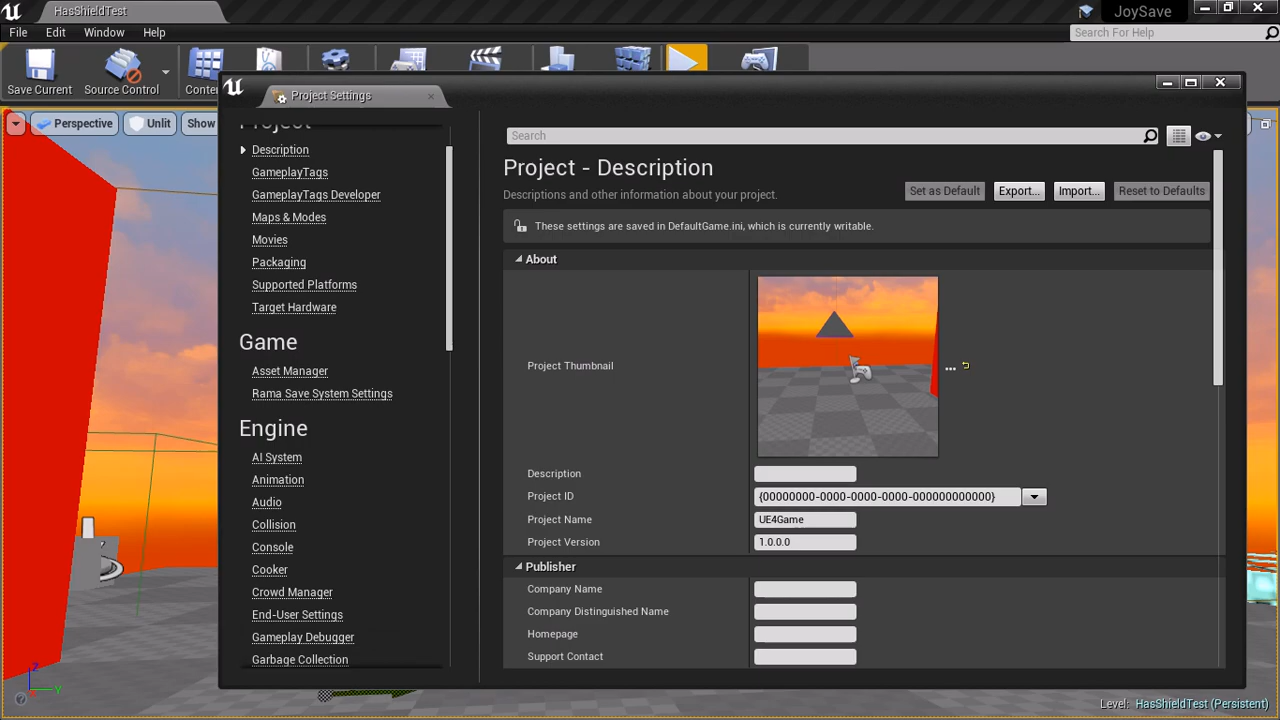 HasShieldTest
JoySave
File Edit Window Help
Search For Help
Save Current
Source Control
Perspective
Unlit
Show
Project Settings
Description
GameplayTags
GameplayTags Developer
Maps & Modes
Movies
Packaging
Supported Platforms
Target Hardware
Game
Asset Manager
Rama Save System Settings
Engine
AI System
Animation
Audio
Collision
Console
Cooker
Crowd Manager
End-User Settings
Gameplay Debugger
Garbage Collection
Search
Project - Description
Descriptions and other information about your project.
Set as Default
Export...
Import...
Reset to Defaults
These settings are saved in DefaultGame.ini, which is currently writable.
About
Project Thumbnail
Description
Project ID {00000000-0000-0000-0000-000000000000}
Project Name UE4Game
Project Version 1.0.0.0
Publisher
Company Name
Company Distinguished Name
Homepage
Support Contact
Z
Y
Level: HasShieldTest (Persistent)